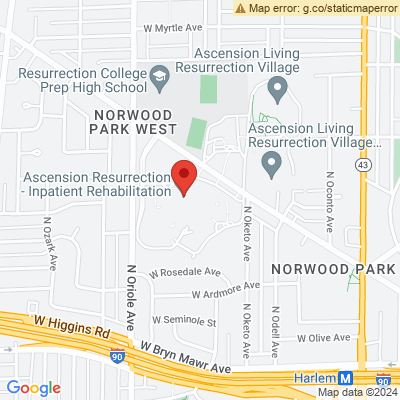 Map error: g.co/staticmaperror
W Myrtle Ave
Ascension Living
Resurrection Village
Resurrection College
Prep High School
NORWOOD
PARK WEST
Ascension Living
Resurrection Village...
43
Ascension Resurrection
- Inpatient Rehabilitation
N Oconto Ave
N Ozark Ave
N Oriole Ave
N Oketo Ave
W Rosedale Ave
NORWOOD PARK
W Ardmore Ave
W Higgins Rd
W Seminole St
N Oketo Ave
N Odell Ave
W Olive Ave
90
W Bryn Mawr Ave
Harlem M
90
Google
Map data ©2024